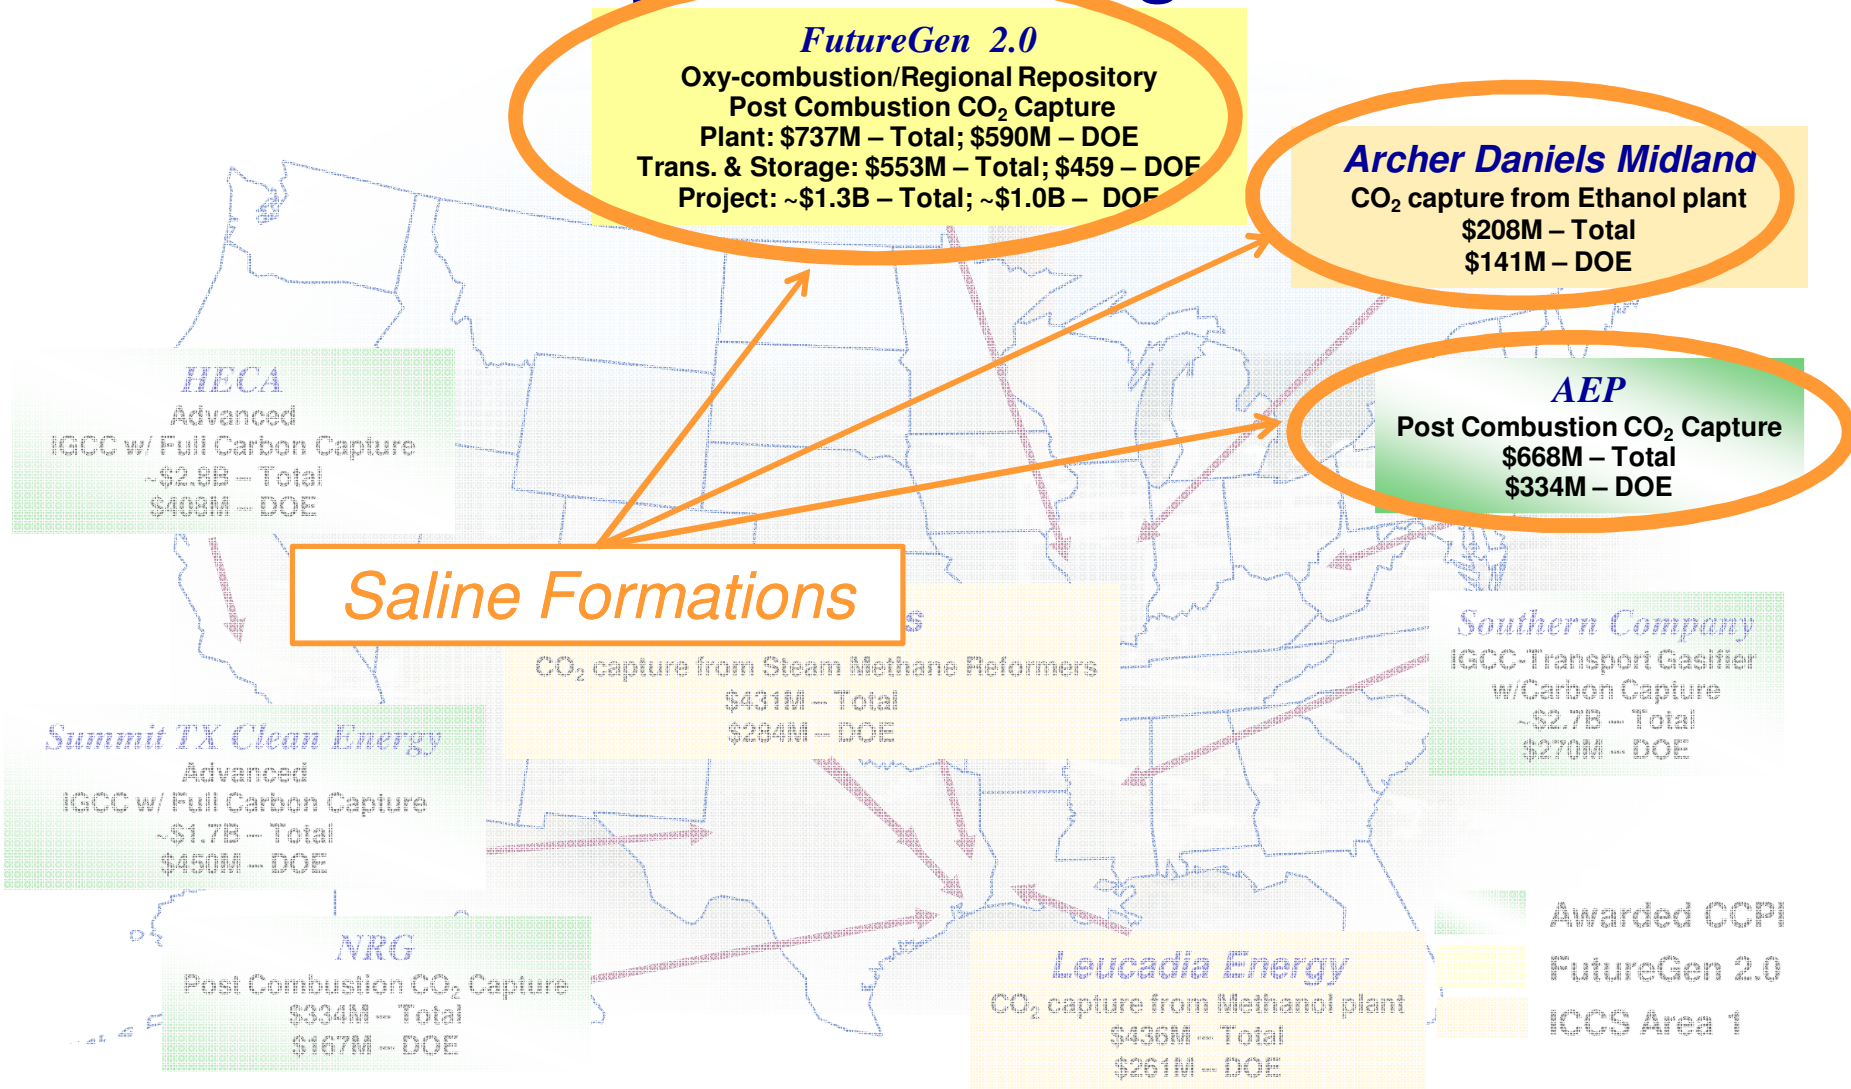 FutureGen 2.0
Oxy-combustion/Regional Repository
Post Combustion CO₂ Capture
Plant: $737M – Total; $590M – DOE
Trans. & Storage: $553M – Total; $459 – DOE
Project: ~$1.3B – Total; ~$1.0B – DOE
Archer Daniels Midland
CO₂ capture from Ethanol plant
$208M – Total
$141M – DOE
AEP
Post Combustion CO₂ Capture
$668M – Total
$334M – DOE
HECA
Advanced
IGCC w/ Full Carbon Capture
~$2.8B – Total
$408M – DOE
Saline Formations
s
CO₂ capture from Steam Methane Reformers
$431M – Total
$284M – DOE
Southern Company
IGCC-Transport Gasifier
w/Carbon Capture
~$2.7B – Total
$270M – DOE
Summit TX Clean Energy
Advanced
IGCC w/ Full Carbon Capture
~$1.7B – Total
$450M – DOE
NRG
Post Combustion CO₂ Capture
$334M – Total
$167M – DOE
Leucadia Energy
CO₂ capture from Methanol plant
$436M – Total
$261M – DOE
Awarded CCPI
FutureGen 2.0
ICCS Area 1